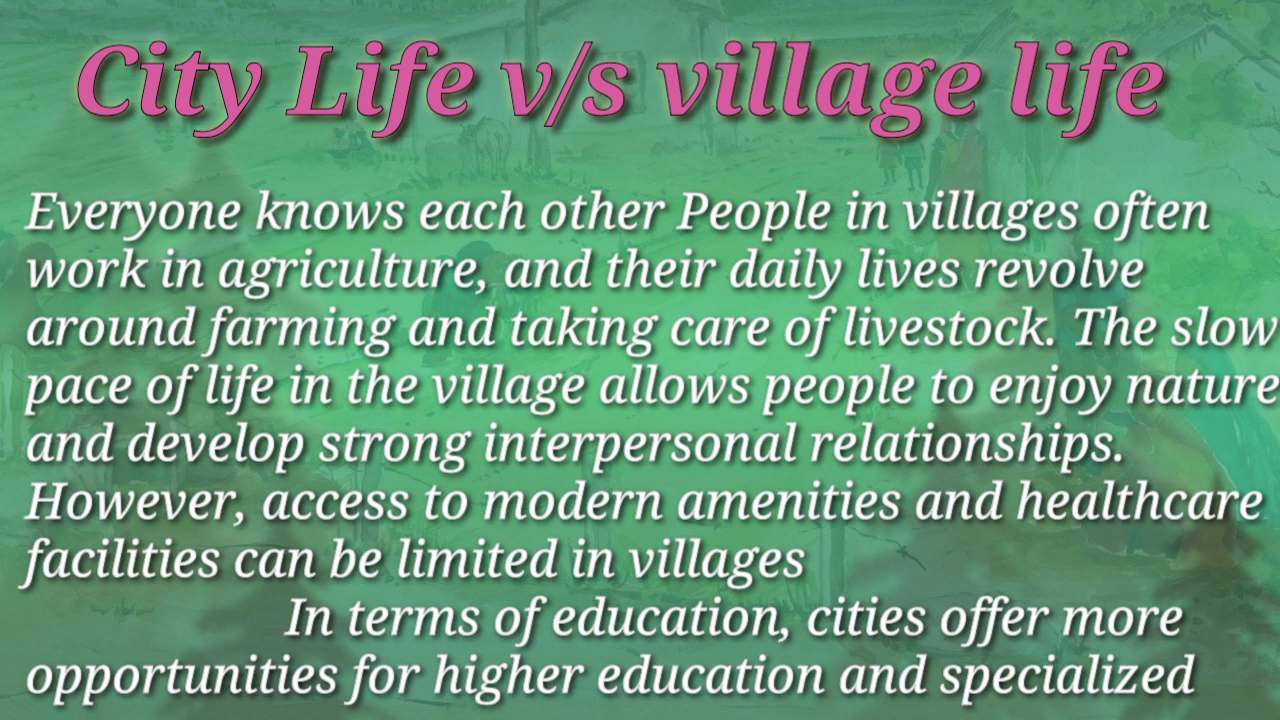 City Life v/s village life
Everyone knows each other People in villages often
work in agriculture, and their daily lives revolve
around farming and taking care of livestock. The slow
pace of life in the village allows people to enjoy nature
and develop strong interpersonal relationships.
However, access to modern amenities and healthcare
facilities can be limited in villages
In terms of education, cities offer more
opportunities for higher education and specialized